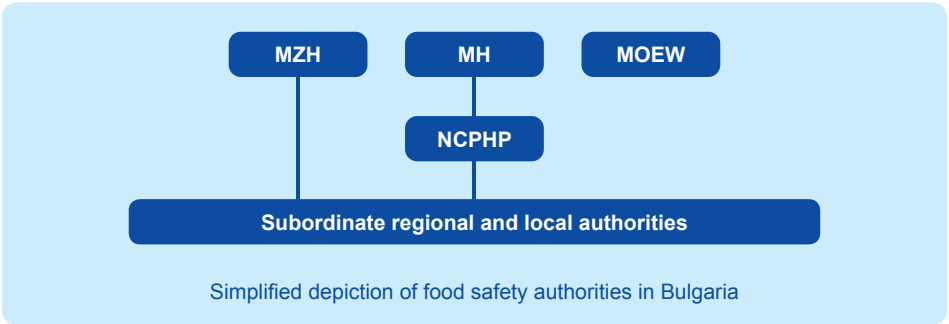 MZH
MH
MOEW
NCPHP
Subordinate regional and local authorities
Simplified depiction of food safety authorities in Bulgaria